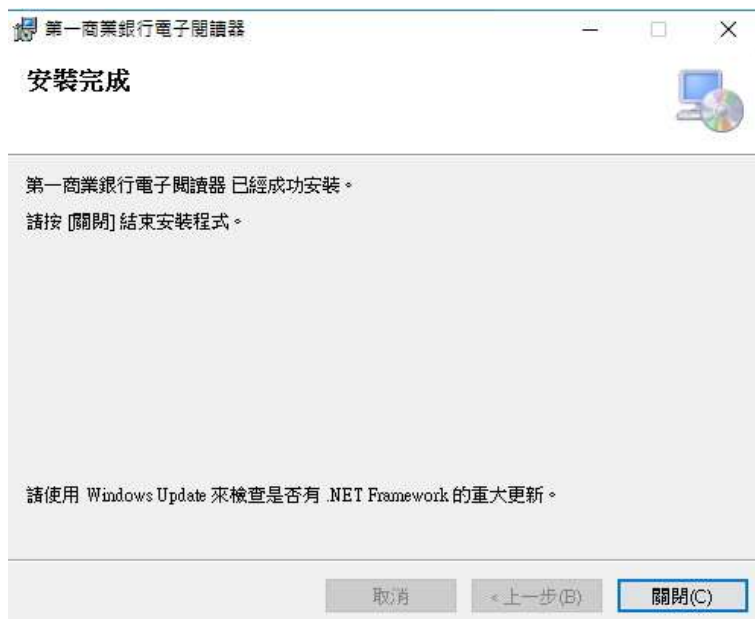 第一商業銀行電子閱讀器
安裝完成
第一商業銀行電子閱讀器 已經成功安裝。
請按 [關閉] 結束安裝程式。
請使用 Windows Update 來檢查是否有 .NET Framework 的重大更新。
取消
< 上一步(B)
關閉(C)